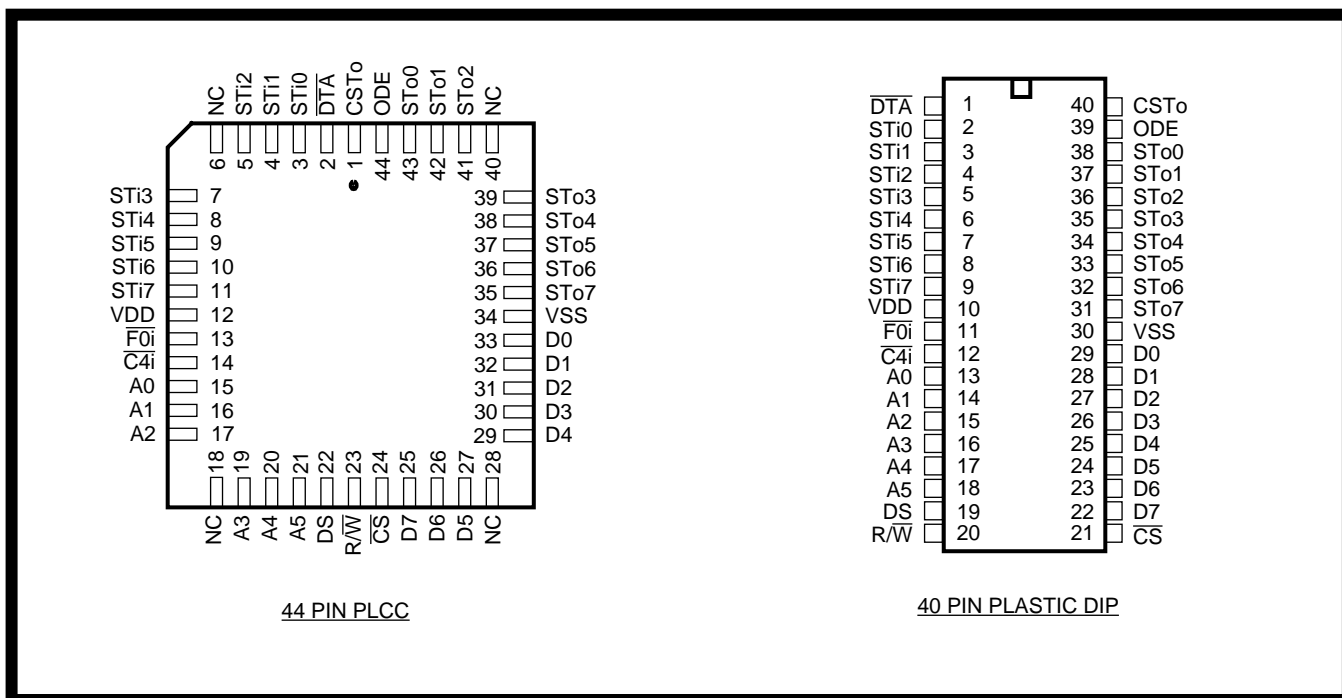 NC STi2 STi1 STi0 D̅T̅A̅ CSTo ODE STo0 STo1 STo2 NC
6 5 4 3 2 1 44 43 42 41 40
STi3 7 39 STo3
STi4 8 38 STo4
STi5 9 37 STo5
STi6 10 36 STo6
STi7 11 35 STo7
VDD 12 34 VSS
F̅0̅i̅ 13 33 D0
C̅4̅i̅ 14 32 D1
A0 15 31 D2
A1 16 30 D3
A2 17 29 D4
18 19 20 21 22 23 24 25 26 27 28
NC A3 A4 A5 DS R/W̅ C̅S̅ D7 D6 D5 NC
44 PIN PLCC
D̅T̅A̅ 1 40 CSTo
STi0 2 39 ODE
STi1 3 38 STo0
STi2 4 37 STo1
STi3 5 36 STo2
STi4 6 35 STo3
STi5 7 34 STo4
STi6 8 33 STo5
STi7 9 32 STo6
VDD 10 31 STo7
F̅0̅i̅ 11 30 VSS
C̅4̅i̅ 12 29 D0
A0 13 28 D1
A1 14 27 D2
A2 15 26 D3
A3 16 25 D4
A4 17 24 D5
A5 18 23 D6
DS 19 22 D7
R/W̅ 20 21 C̅S̅
40 PIN PLASTIC DIP